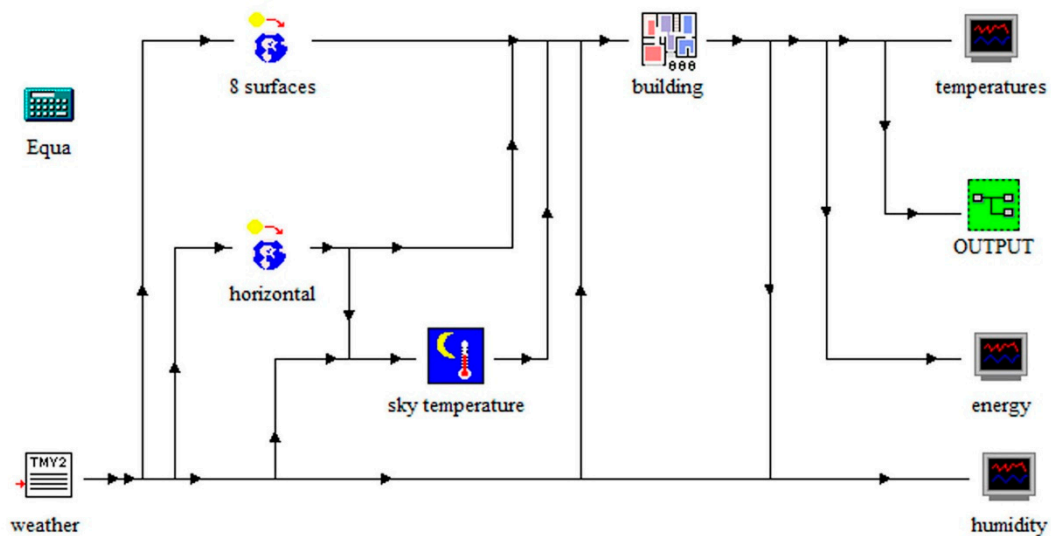 8 surfaces
building
temperatures
Equa
OUTPUT
horizontal
sky temperature
energy
TMY2
weather
humidity